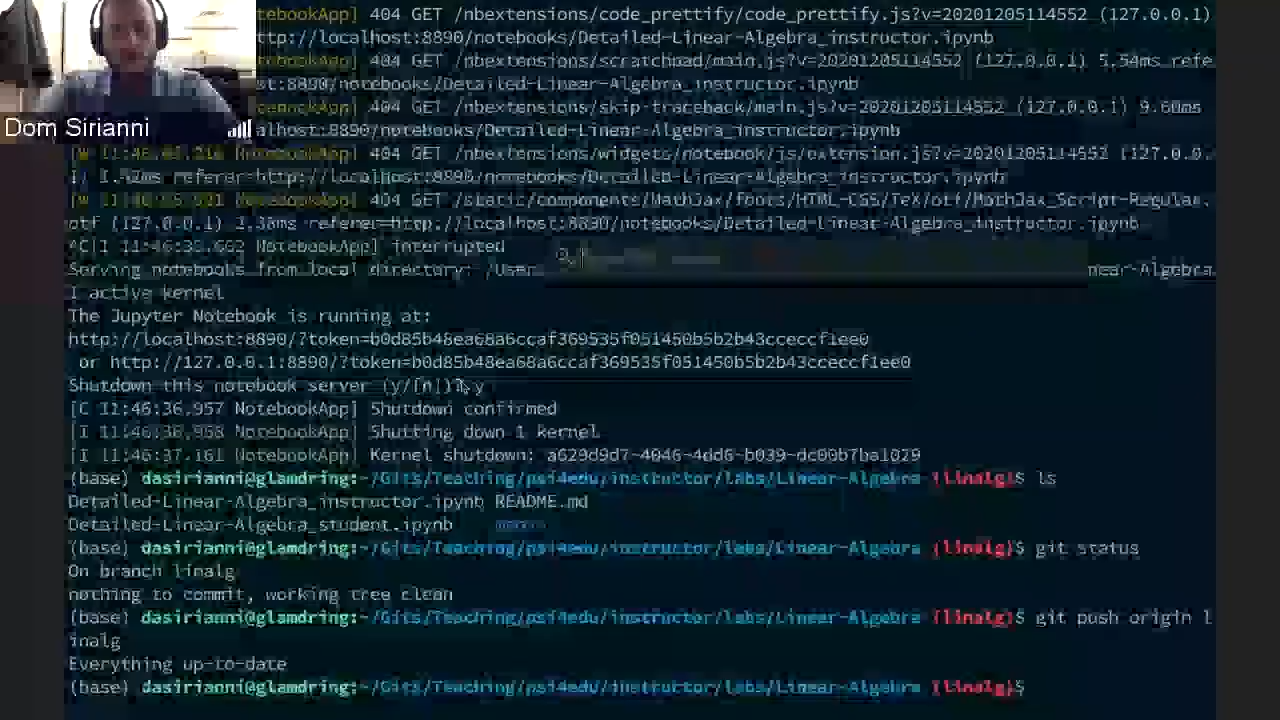 tebookApp] 404 GET /nbextensions/code_prettify/code_prettify.js?v=20201205114552 (127.0.0.1)
ttp://localhost:8890/notebooks/Detailed-Linear-Algebra_instructor.ipynb
tebookApp] 404 GET /nbextensions/scratchpad/main.js?v=20201205114552 (127.0.0.1) 5.54ms refe
st:8890/notebooks/Detailed-Linear-Algebra_instructor.ipynb
tebookApp] 404 GET /nbextensions/skip-traceback/main.js?v=20201205114552 (127.0.0.1) 9.60ms
Dom Sirianni
alhost:8890/notebooks/Detailed-Linear-Algebra_instructor.ipynb
NotebookApp] 404 GET /nbextensions/widgets/notebook/js/extension.js?v=20201205114552 (127.0.0.
referer=http://localhost:8890/notebooks/Detailed-Linear-Algebra_instructor.ipynb
NotebookApp] 404 GET /static/components/MathJax/fonts/HTML-CSS/TeX/otf/MathJax_Script-Regular.
otf (127.0.0.1) referer=http://localhost:8890/notebooks/Detailed-Linear-Algebra_instructor.ipynb
NotebookApp] interrupted
Serving notebooks from local directory: /User near-Algebra
1 active kernel
The Jupyter Notebook is running at:
http://localhost:8890/?token=b0d85b48ea68a6ccaf369535f051450b5b2b43cceccf1ee0
or http://127.0.0.1:8890/?token=b0d85b48ea68a6ccaf369535f051450b5b2b43cceccf1ee0
Shutdown this notebook server (y/[n])? y
[C 11:46:36.957 NotebookApp] Shutdown confirmed
[I 11:46:36.958 NotebookApp] Shutting down 1 kernel
[I 11:46:37.161 NotebookApp] Kernel shutdown: a629d9d7-4046-4dd6-b039-dc00b7ba1029
(base) dasirianni@glamdring:~/Gits/Teaching/psi4edu/instructor/labs/Linear-Algebra (linalg)$ ls
Detailed-Linear-Algebra_instructor.ipynb README.md
Detailed-Linear-Algebra_student.ipynb
(base) dasirianni@glamdring:~/Gits/Teaching/psi4edu/instructor/labs/Linear-Algebra (linalg)$ git status
On branch linalg
nothing to commit, working tree clean
(base) dasirianni@glamdring:~/Gits/Teaching/psi4edu/instructor/labs/Linear-Algebra (linalg)$ git push origin l
inalg
Everything up-to-date
(base) dasirianni@glamdring:~/Gits/Teaching/psi4edu/instructor/labs/Linear-Algebra (linalg)$